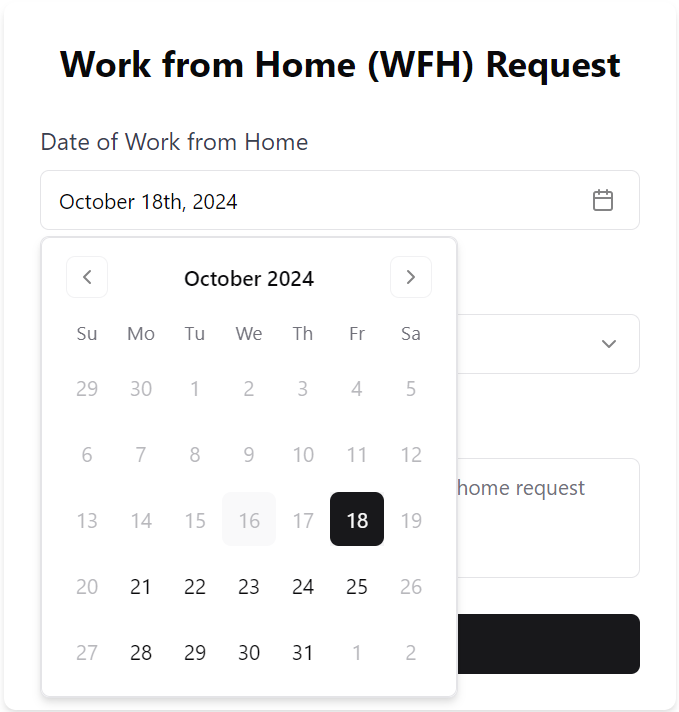 Work from Home (WFH) Request
Date of Work from Home
October 18th, 2024
October 2024
Su Mo Tu We Th Fr Sa
29 30 1 2 3 4 5
6 7 8 9 10 11 12
home request
13 14 15 16 17 18 19
20 21 22 23 24 25 26
27 28 29 30 31 1 2